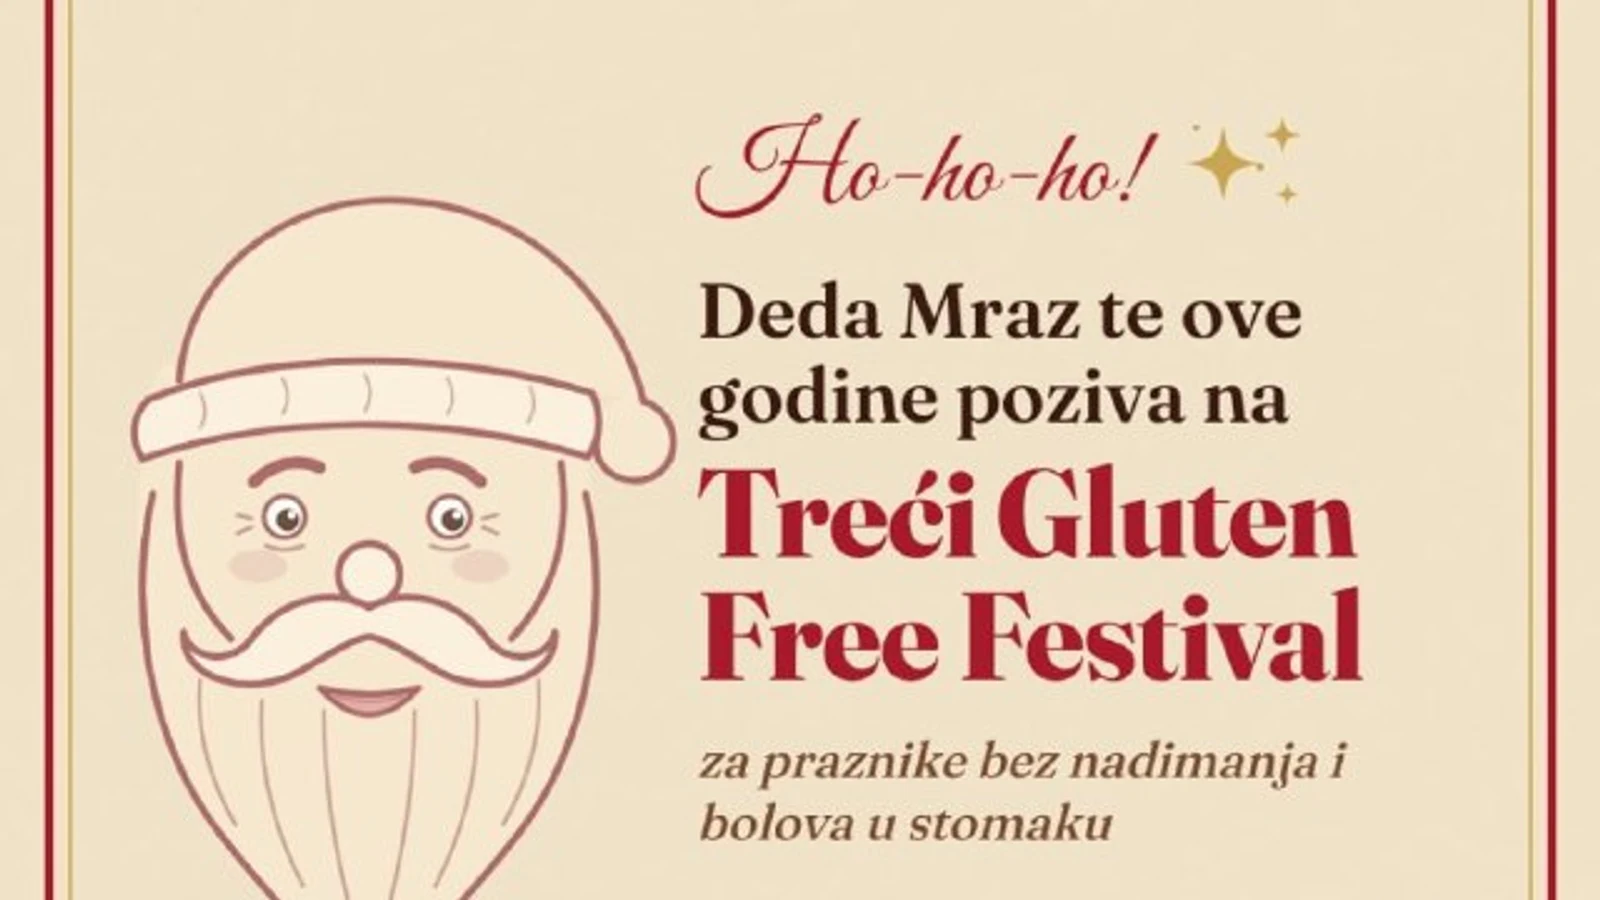 Ho-ho-ho!
Deda Mraz te ove
godine poziva na
Treći Gluten
Free Festival
za praznike bez nadimanja i
bolova u stomaku